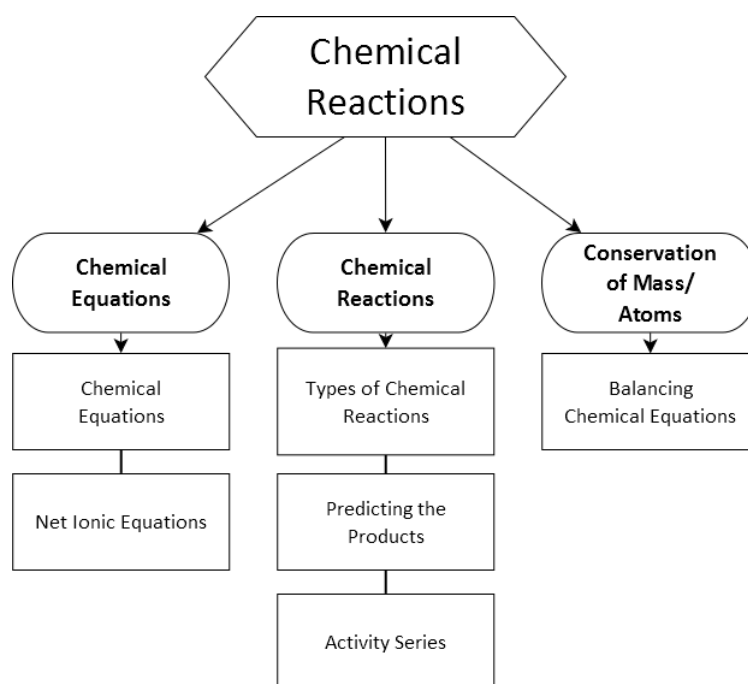 Chemical
Reactions
Chemical
Equations
Chemical
Reactions
Conservation
of Mass/
Atoms
Chemical
Equations
Types of Chemical
Reactions
Balancing
Chemical Equations
Net Ionic Equations
Predicting the
Products
Activity Series